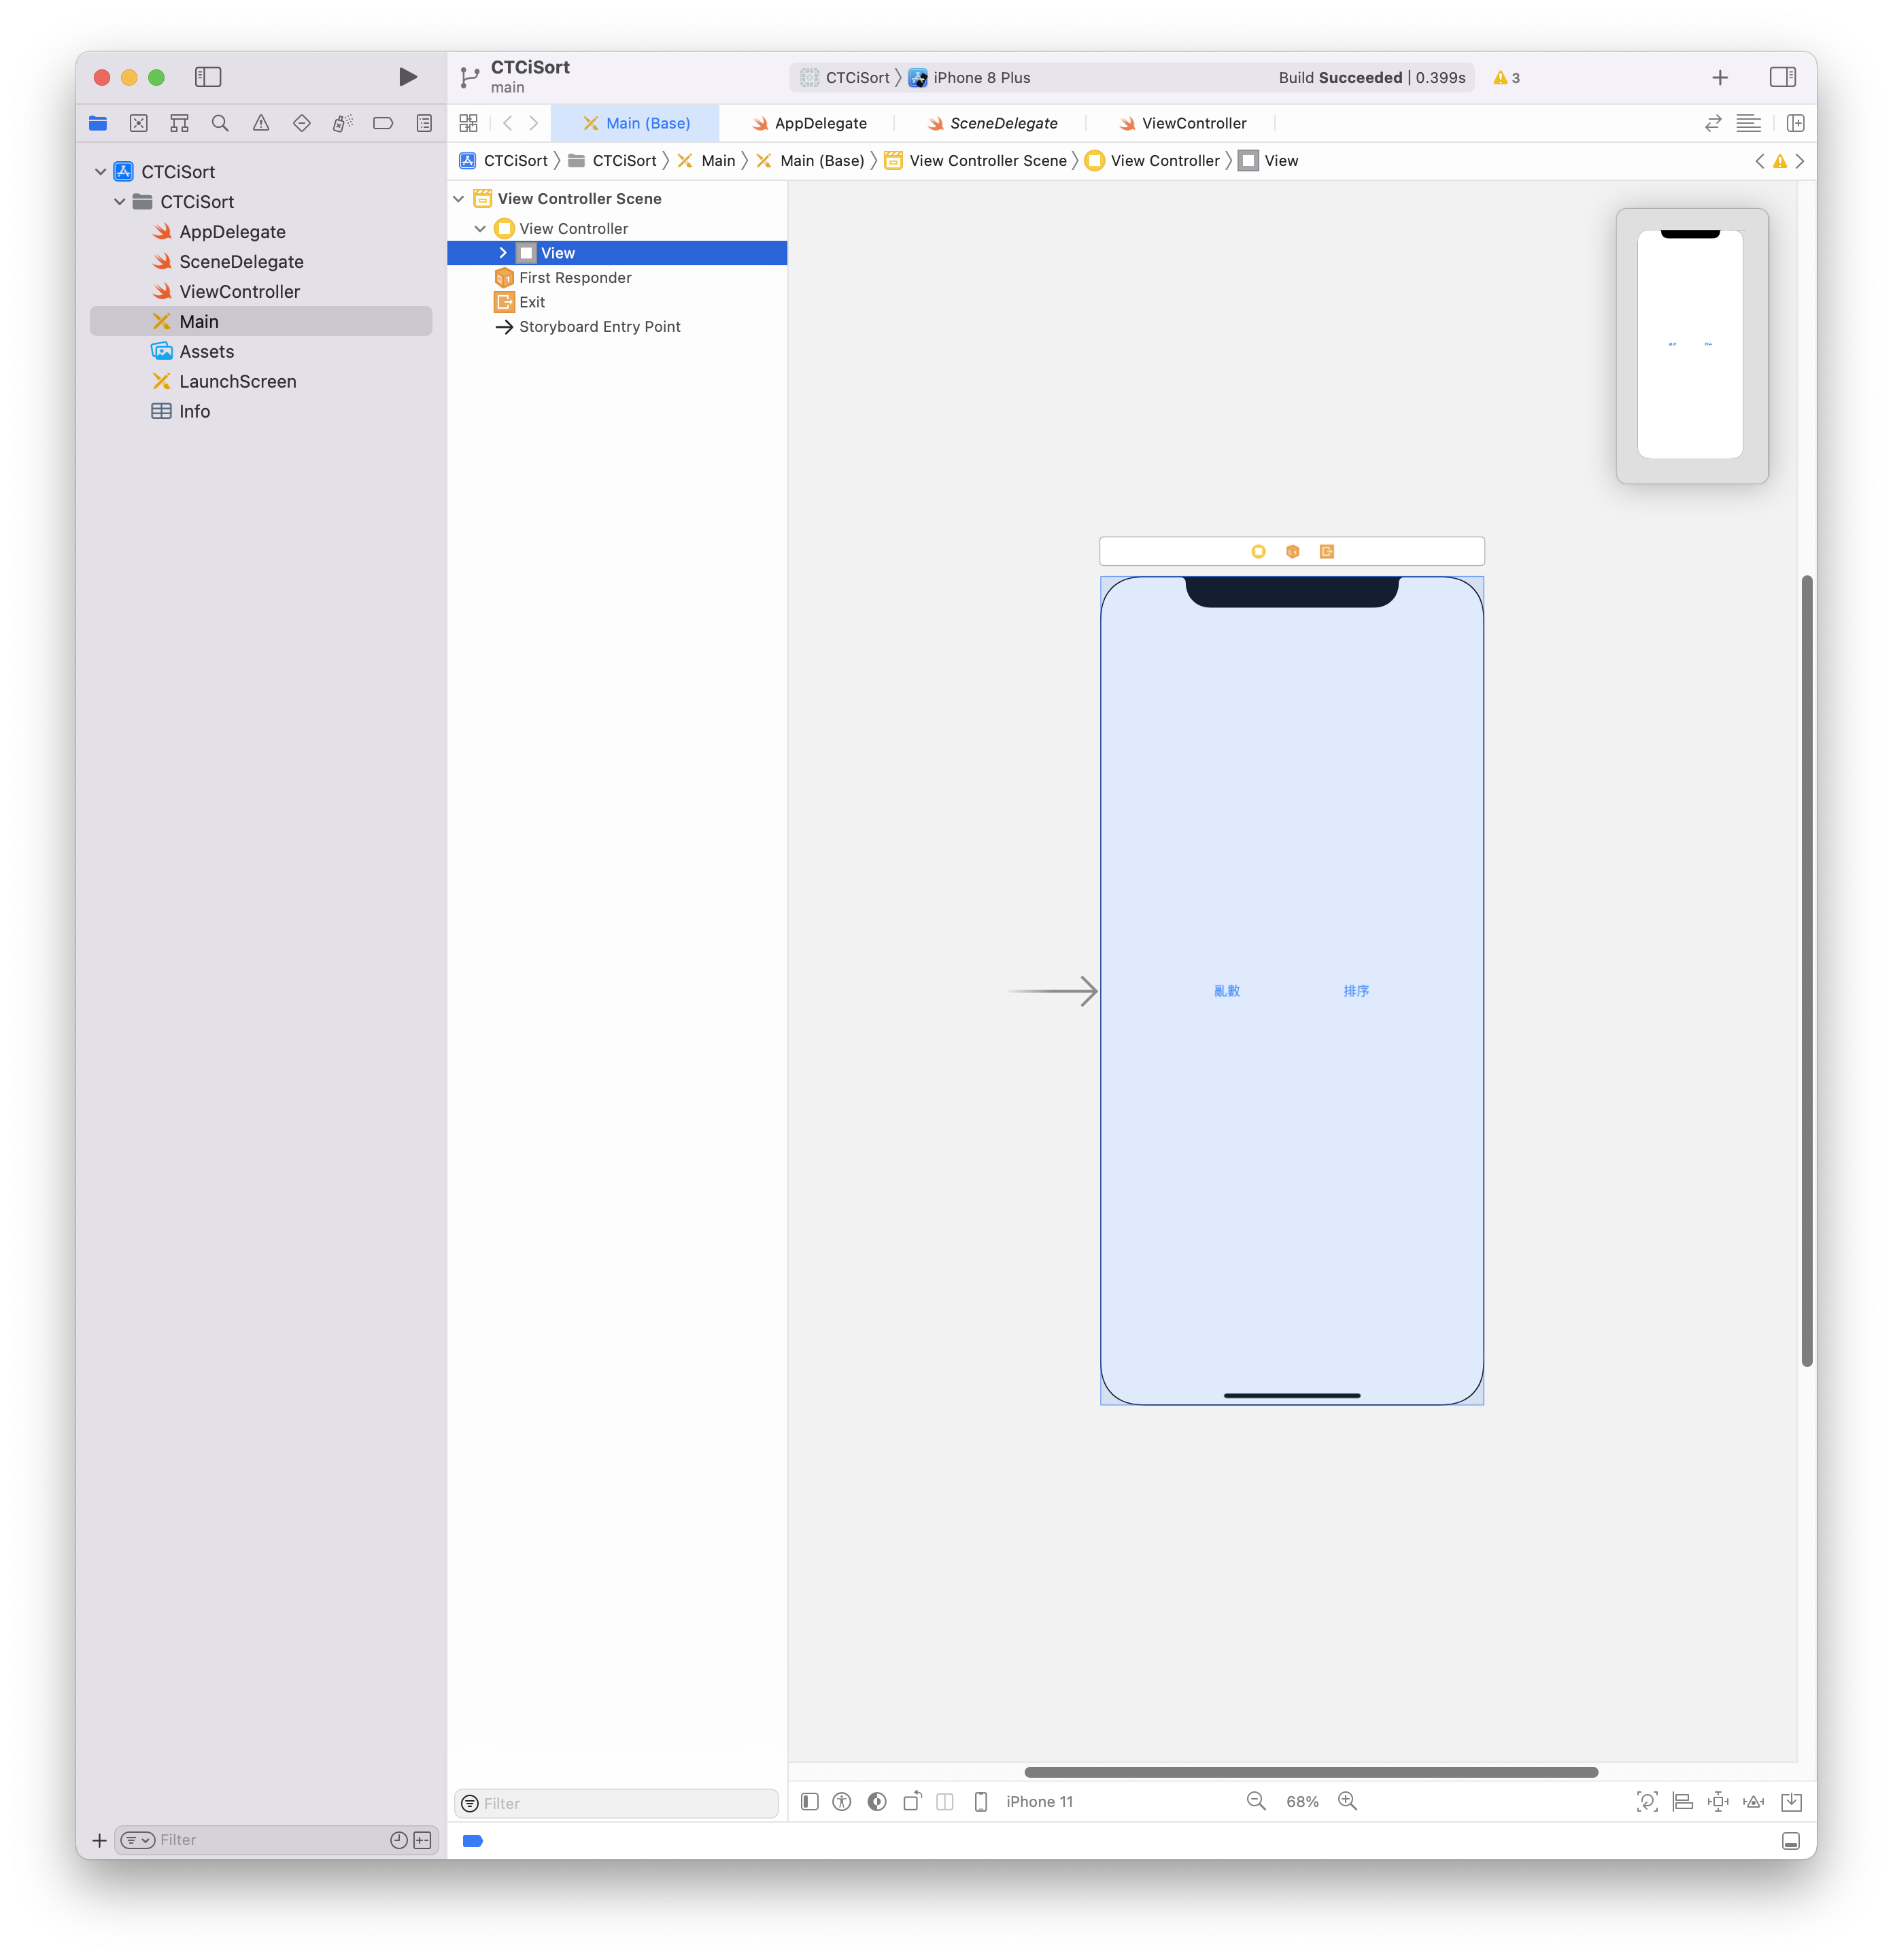 CTCiSort
main
CTCiSort iPhone 8 Plus Build Succeeded | 0.399s 3
Main (Base) AppDelegate SceneDelegate ViewController
CTCiSort CTCiSort Main Main (Base) View Controller Scene View Controller View
CTCiSort
CTCiSort
AppDelegate
SceneDelegate
ViewController
Main
Assets
LaunchScreen
Info
View Controller Scene
View Controller
View
First Responder
Exit
Storyboard Entry Point
亂數 排序
Filter
iPhone 11 68%
Filter